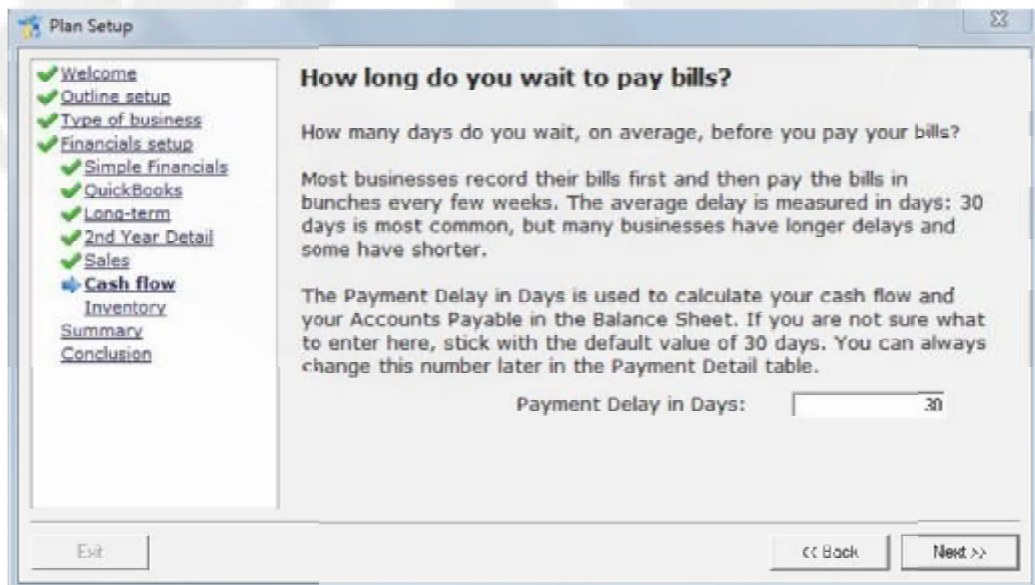 Plan Setup
Welcome
Outline setup
Type of business
Financials setup
Simple Financials
QuickBooks
Long-term
2nd Year Detail
Sales
Cash flow
Inventory
Summary
Conclusion
How long do you wait to pay bills?
How many days do you wait, on average, before you pay your bills?
Most businesses record their bills first and then pay the bills in
bunches every few weeks. The average delay is measured in days: 30
days is most common, but many businesses have longer delays and
some have shorter.
The Payment Delay in Days is used to calculate your cash flow and
your Accounts Payable in the Balance Sheet. If you are not sure what
to enter here, stick with the default value of 30 days. You can always
change this number later in the Payment Detail table.
Payment Delay in Days: 30
Exit
<< Back
Next >>